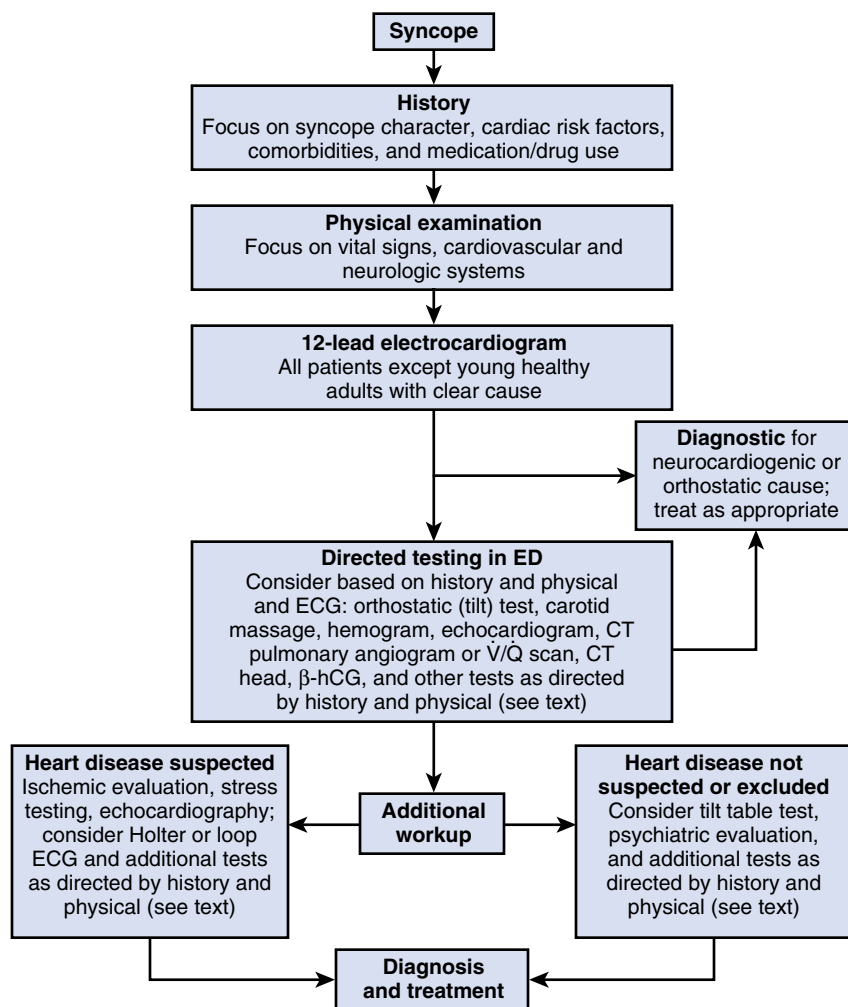 Syncope
History
Focus on syncope character, cardiac risk factors,
comorbidities, and medication/drug use
Physical examination
Focus on vital signs, cardiovascular and
neurologic systems
12-lead electrocardiogram
All patients except young healthy
adults with clear cause
Diagnostic for
neurocardiogenic or
orthostatic cause;
treat as appropriate
Directed testing in ED
Consider based on history and physical
and ECG: orthostatic (tilt) test, carotid
massage, hemogram, echocardiogram, CT
pulmonary angiogram or V̇/Q̇ scan, CT
head, β-hCG, and other tests as directed
by history and physical (see text)
Heart disease suspected
Ischemic evaluation, stress
testing, echocardiography;
consider Holter or loop
ECG and additional tests
as directed by history and
physical (see text)
Additional
workup
Heart disease not
suspected or excluded
Consider tilt table test,
psychiatric evaluation,
and additional tests as
directed by history and
physical (see text)
Diagnosis
and treatment